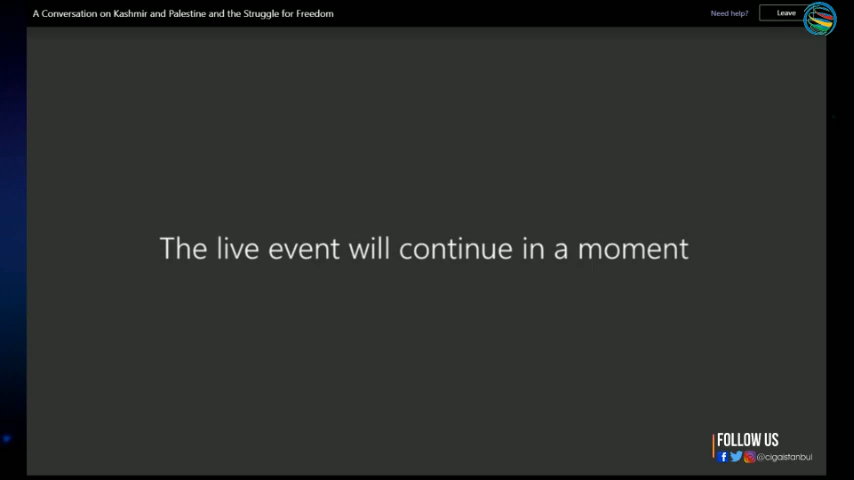 A Conversation on Kashmir and Palestine and the Struggle for Freedom
Need help?
Leave
The live event will continue in a moment
FOLLOW US
@cigaistanbul